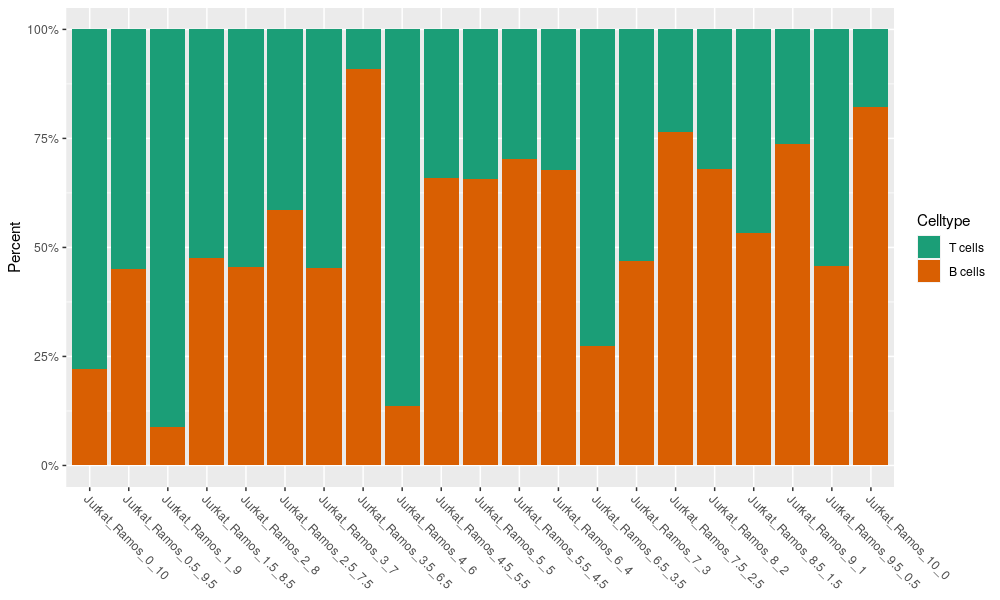 100%
75%
50%
25%
0%
Percent
Jurkat_Ramos_0_10
Jurkat_Ramos_0.5_9.5
Jurkat_Ramos_1_9
Jurkat_Ramos_1.5_8.5
Jurkat_Ramos_2_8
Jurkat_Ramos_2.5_7.5
Jurkat_Ramos_3_7
Jurkat_Ramos_3.5_6.5
Jurkat_Ramos_4_6
Jurkat_Ramos_4.5_5.5
Jurkat_Ramos_5_5
Jurkat_Ramos_5.5_4.5
Jurkat_Ramos_6_4
Jurkat_Ramos_6.5_3.5
Jurkat_Ramos_7_3
Jurkat_Ramos_7.5_2.5
Jurkat_Ramos_8_2
Jurkat_Ramos_8.5_1.5
Jurkat_Ramos_9_1
Jurkat_Ramos_9.5_0.5
Jurkat_Ramos_10_0
Celltype
T cells
B cells